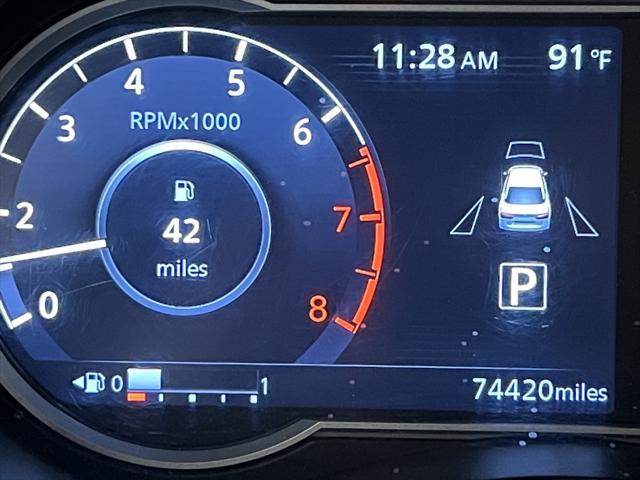 11:28 AM 91 °F
4 5
RPMx1000
3 6
2 42 7
miles
0 8
P
0 1
74420miles